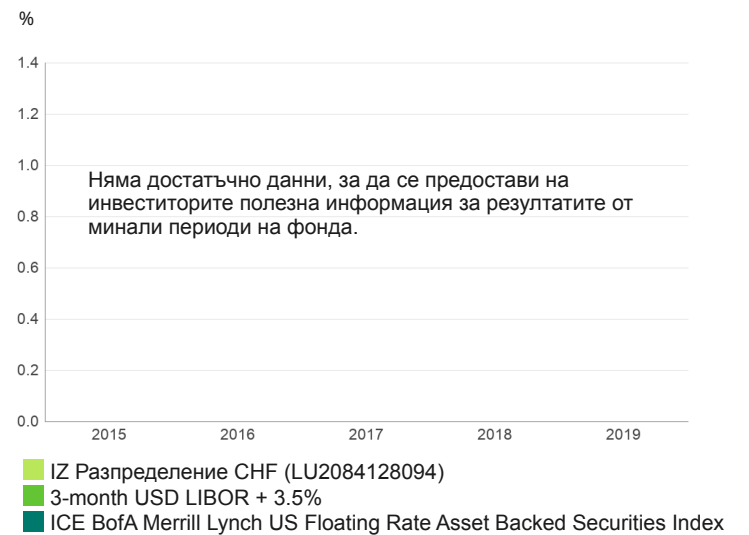 %
1.4
1.2
1.0
Няма достатъчно данни, за да се предостави на
инвеститорите полезна информация за резултатите от
0.8
минали периоди на фонда.
0.6
0.4
0.2
0.0
2015 2016 2017 2018 2019
IZ Разпределение CHF (LU2084128094)
3-month USD LIBOR + 3.5%
ICE BofA Merrill Lynch US Floating Rate Asset Backed Securities Index